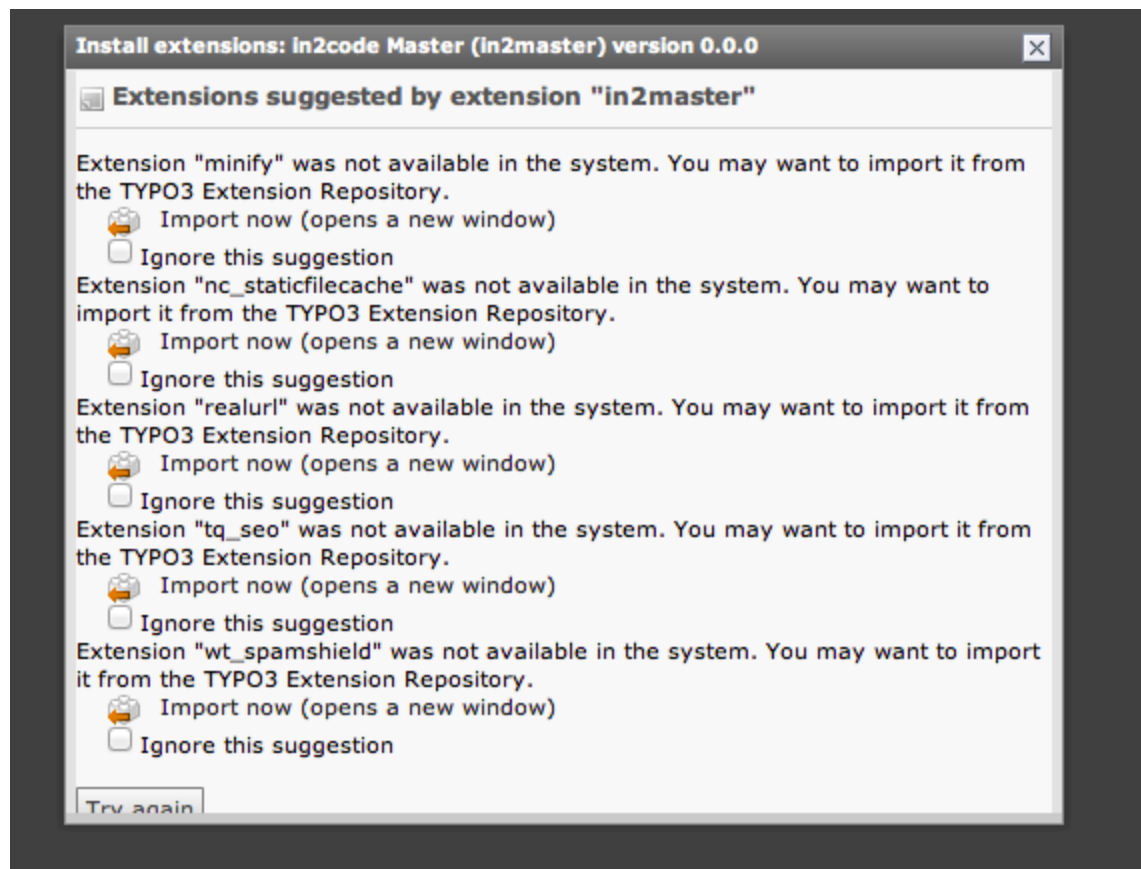 Install extensions: in2code Master (in2master) version 0.0.0
Extensions suggested by extension "in2master"
Extension "minify" was not available in the system. You may want to import it from
the TYPO3 Extension Repository.
Import now (opens a new window)
Ignore this suggestion
Extension "nc_staticfilecache" was not available in the system. You may want to
import it from the TYPO3 Extension Repository.
Import now (opens a new window)
Ignore this suggestion
Extension "realurl" was not available in the system. You may want to import it from
the TYPO3 Extension Repository.
Import now (opens a new window)
Ignore this suggestion
Extension "tq_seo" was not available in the system. You may want to import it from
the TYPO3 Extension Repository.
Import now (opens a new window)
Ignore this suggestion
Extension "wt_spamshield" was not available in the system. You may want to import
it from the TYPO3 Extension Repository.
Import now (opens a new window)
Ignore this suggestion
Try again